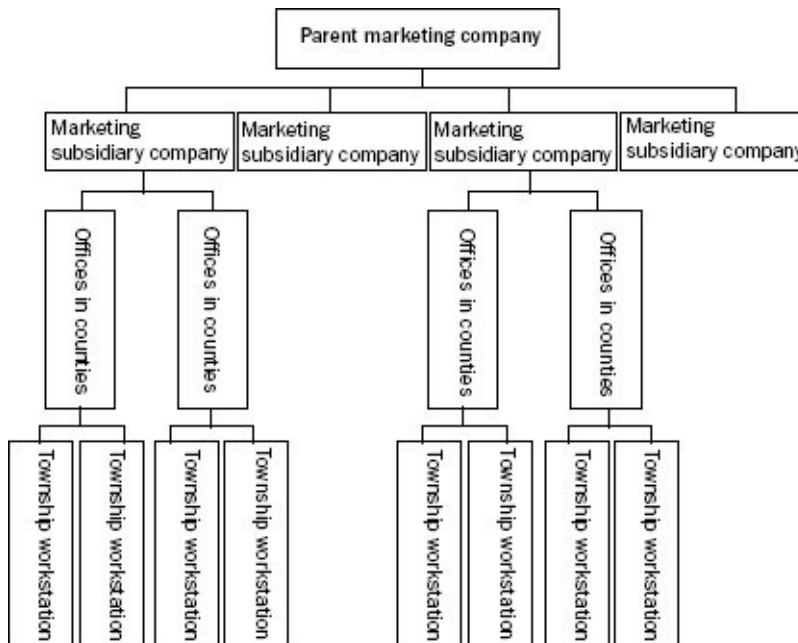 Parent marketing company
Marketing
subsidiary company
Marketing
subsidiary company
Marketing
subsidiary company
Marketing
subsidiary company
Offices in counties
Offices in counties
Offices in counties
Offices in counties
Township workstation
Township workstation
Township workstation
Township workstation
Township workstation
Township workstation
Township workstation
Township workstation